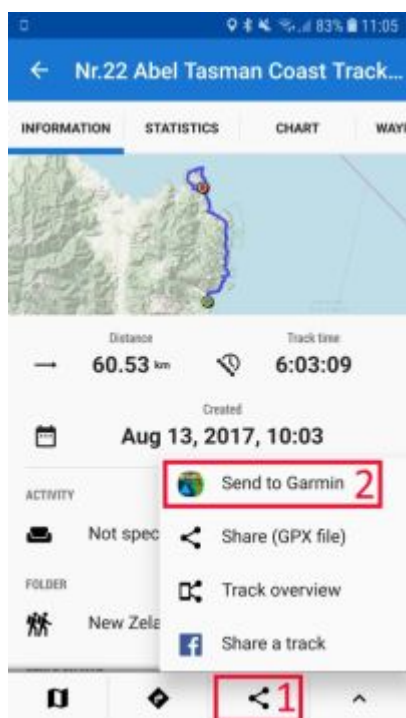 83% 11:05
Nr.22 Abel Tasman Coast Track...
INFORMATION STATISTICS CHART WAYI
Distance Track time
60.53 km 6:03:09
Created
Aug 13, 2017, 10:03
ACTIVITY
Not spec
FOLDER
New Zela
Send to Garmin 2
Share (GPX file)
Track overview
Share a track
1